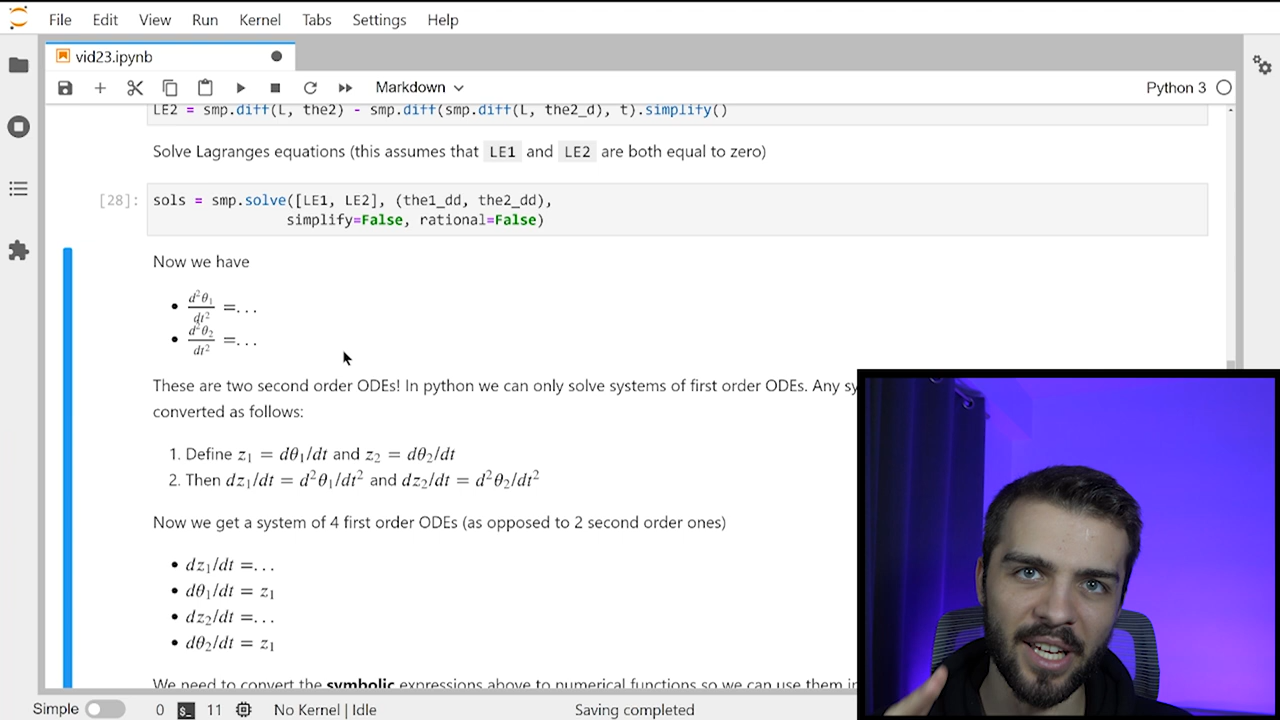 File Edit View Run Kernel Tabs Settings Help
vid23.ipynb
Markdown
Python 3
LE2 = smp.diff(L, the2) - smp.diff(smp.diff(L, the2_d), t).simplify()
Solve Lagranges equations (this assumes that LE1 and LE2 are both equal to zero)
[28]:
sols = smp.solve([LE1, LE2], (the1_dd, the2_dd),
simplify=False, rational=False)
Now we have
• d²θ₁/dt² =...
• d²θ₂/dt² =...
These are two second order ODEs! In python we can only solve systems of first order ODEs. Any
converted as follows:
1. Define z₁ = dθ₁/dt and z₂ = dθ₂/dt
2. Then dz₁/dt = d²θ₁/dt² and dz₂/dt = d²θ₂/dt²
Now we get a system of 4 first order ODEs (as opposed to 2 second order ones)
• dz₁/dt =...
• dθ₁/dt = z₁
• dz₂/dt =...
• dθ₂/dt = z₁
We need to convert the symbolic expressions above to numerical functions so we can use them
Simple 0 $_ 11 No Kernel | Idle Saving completed